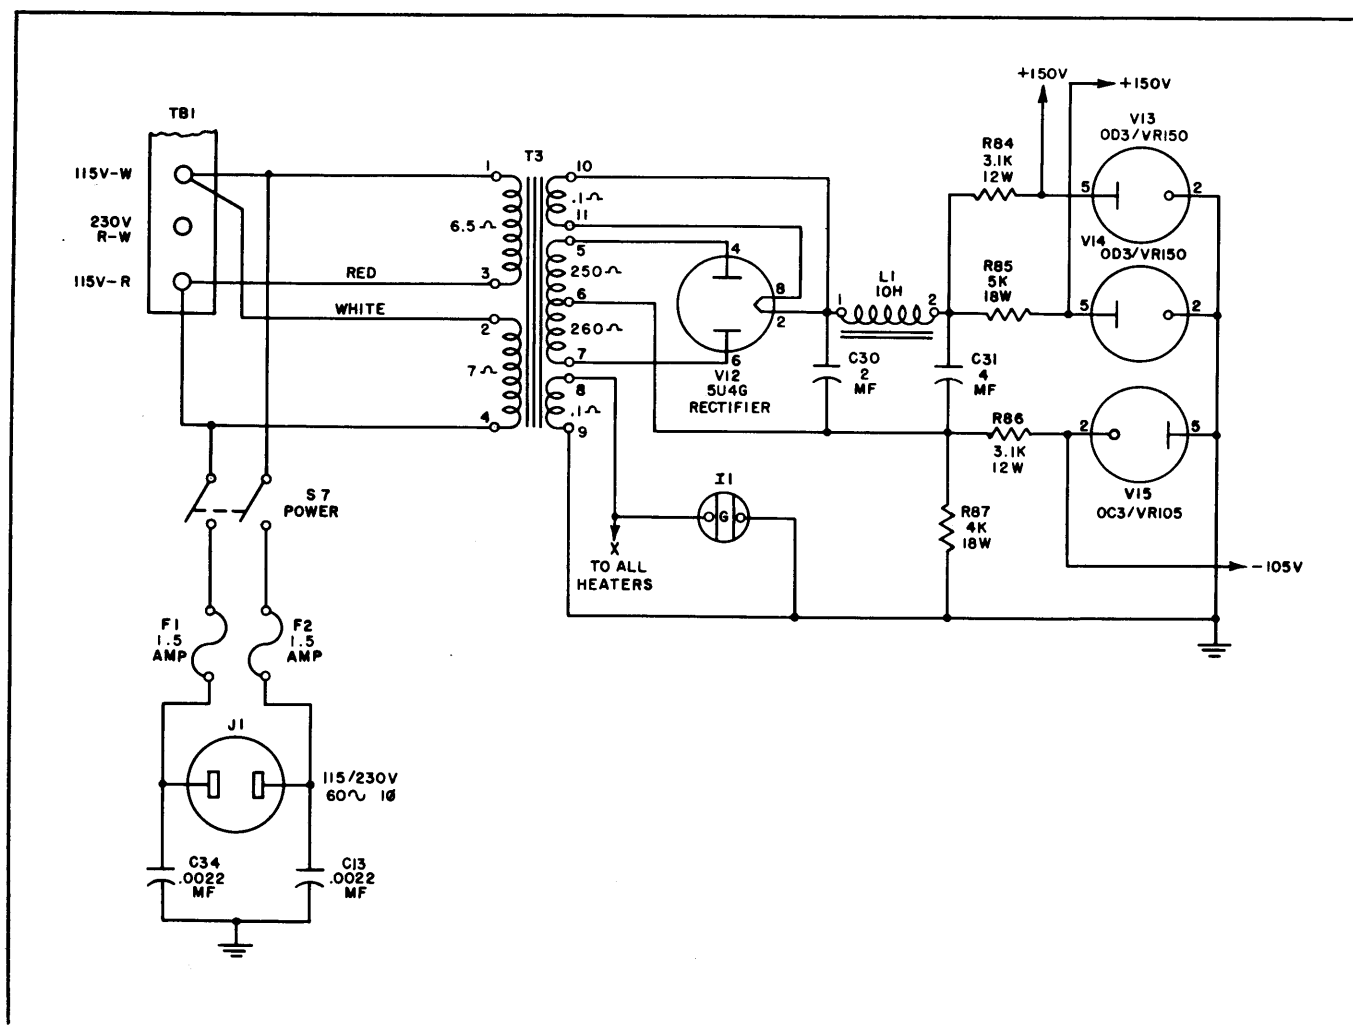 TB1
115V-W
230V
R-W
115V-R
RED
WHITE
1
3
2
4
6.5~
7~
T3
10
.1~
11
5
250~
6
260~
7
8
.1~
9
4
8
2
6
V12
5U4G
RECTIFIER
L1
10H
1
2
C30
2
MF
C31
4
MF
+150V
+150V
R84
3.1K
12W
5
V13
OD3/VR150
2
R85
5K
18W
5
V14
OD3/VR150
2
R86
3.1K
12W
2
5
V15
OC3/VR105
R87
4K
18W
-105V
I1
G
X
TO ALL
HEATERS
S7
POWER
F1
1.5
AMP
F2
1.5
AMP
J1
115/230V
60~ 1Ø
C34
.0022
MF
C13
.0022
MF